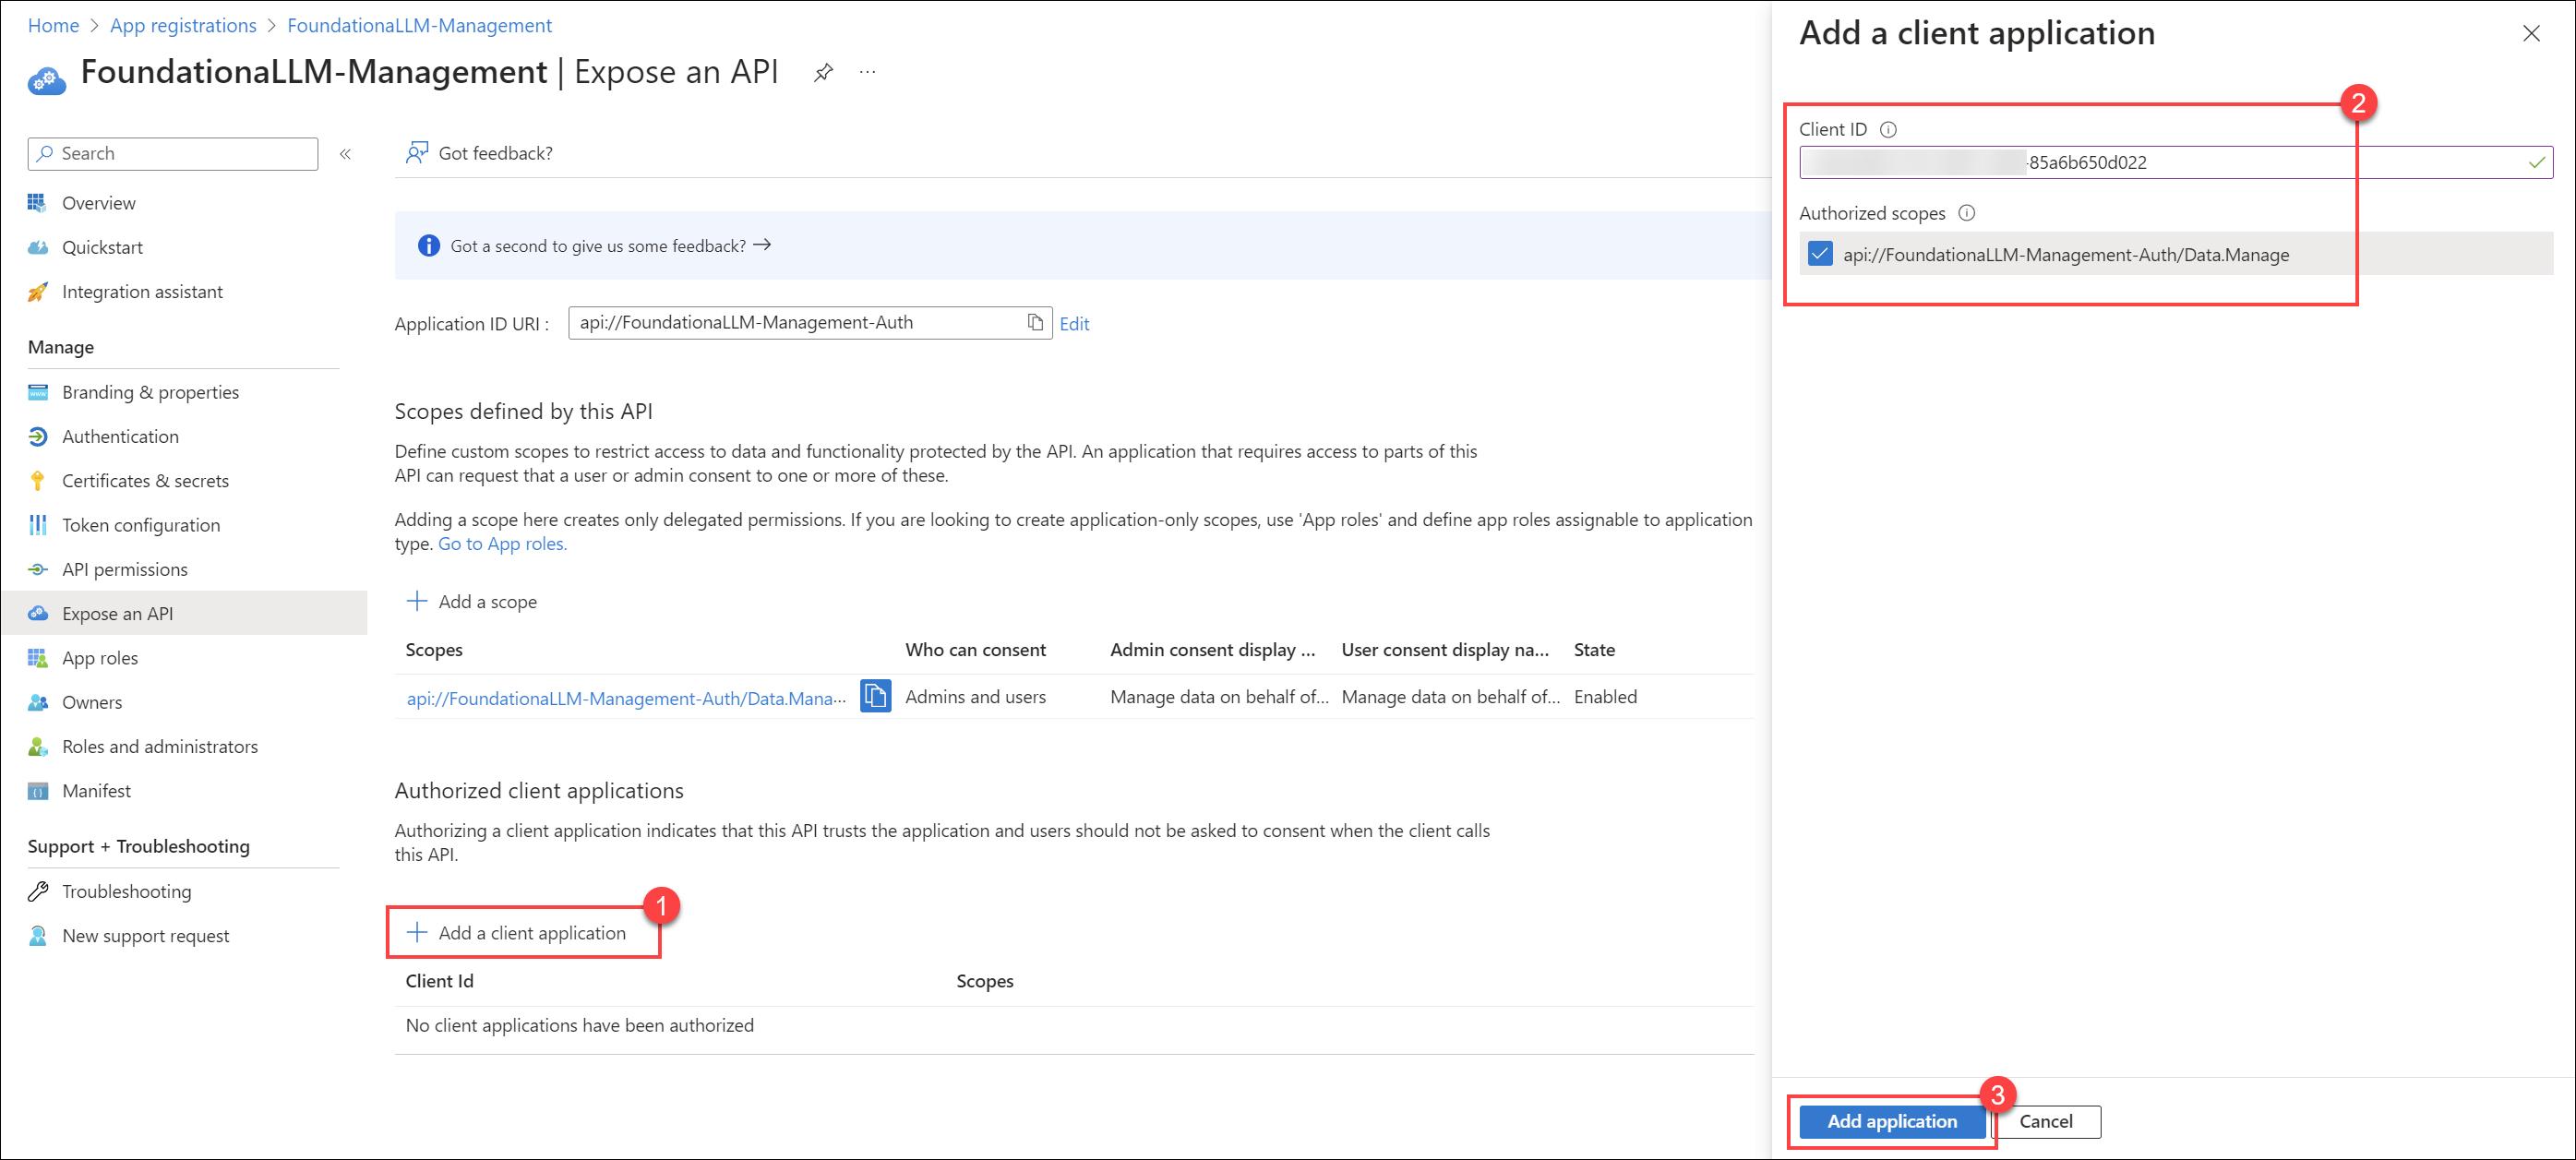 Home > App registrations > FoundationaLLM-Management
FoundationaLLM-Management | Expose an API
Search
Overview
Quickstart
Integration assistant
Manage
Branding & properties
Authentication
Certificates & secrets
Token configuration
API permissions
Expose an API
App roles
Owners
Roles and administrators
Manifest
Support + Troubleshooting
Troubleshooting
New support request
Got feedback?
Got a second to give us some feedback?
Application ID URI :
api://FoundationaLLM-Management-Auth
Edit
Scopes defined by this API
Define custom scopes to restrict access to data and functionality protected by the API. An application that requires access to parts of this
API can request that a user or admin consent to one or more of these.
Adding a scope here creates only delegated permissions. If you are looking to create application-only scopes, use 'App roles' and define app roles assignable to application
type. Go to App roles.
Add a scope
Scopes Who can consent Admin consent display ... User consent display na... State
api://FoundationaLLM-Management-Auth/Data.Mana... Admins and users Manage data on behalf of... Manage data on behalf of... Enabled
Authorized client applications
Authorizing a client application indicates that this API trusts the application and users should not be asked to consent when the client calls
this API.
1
Add a client application
Client Id Scopes
No client applications have been authorized
Add a client application
2
Client ID
-85a6b650d022
Authorized scopes
api://FoundationaLLM-Management-Auth/Data.Manage
3
Add application
Cancel